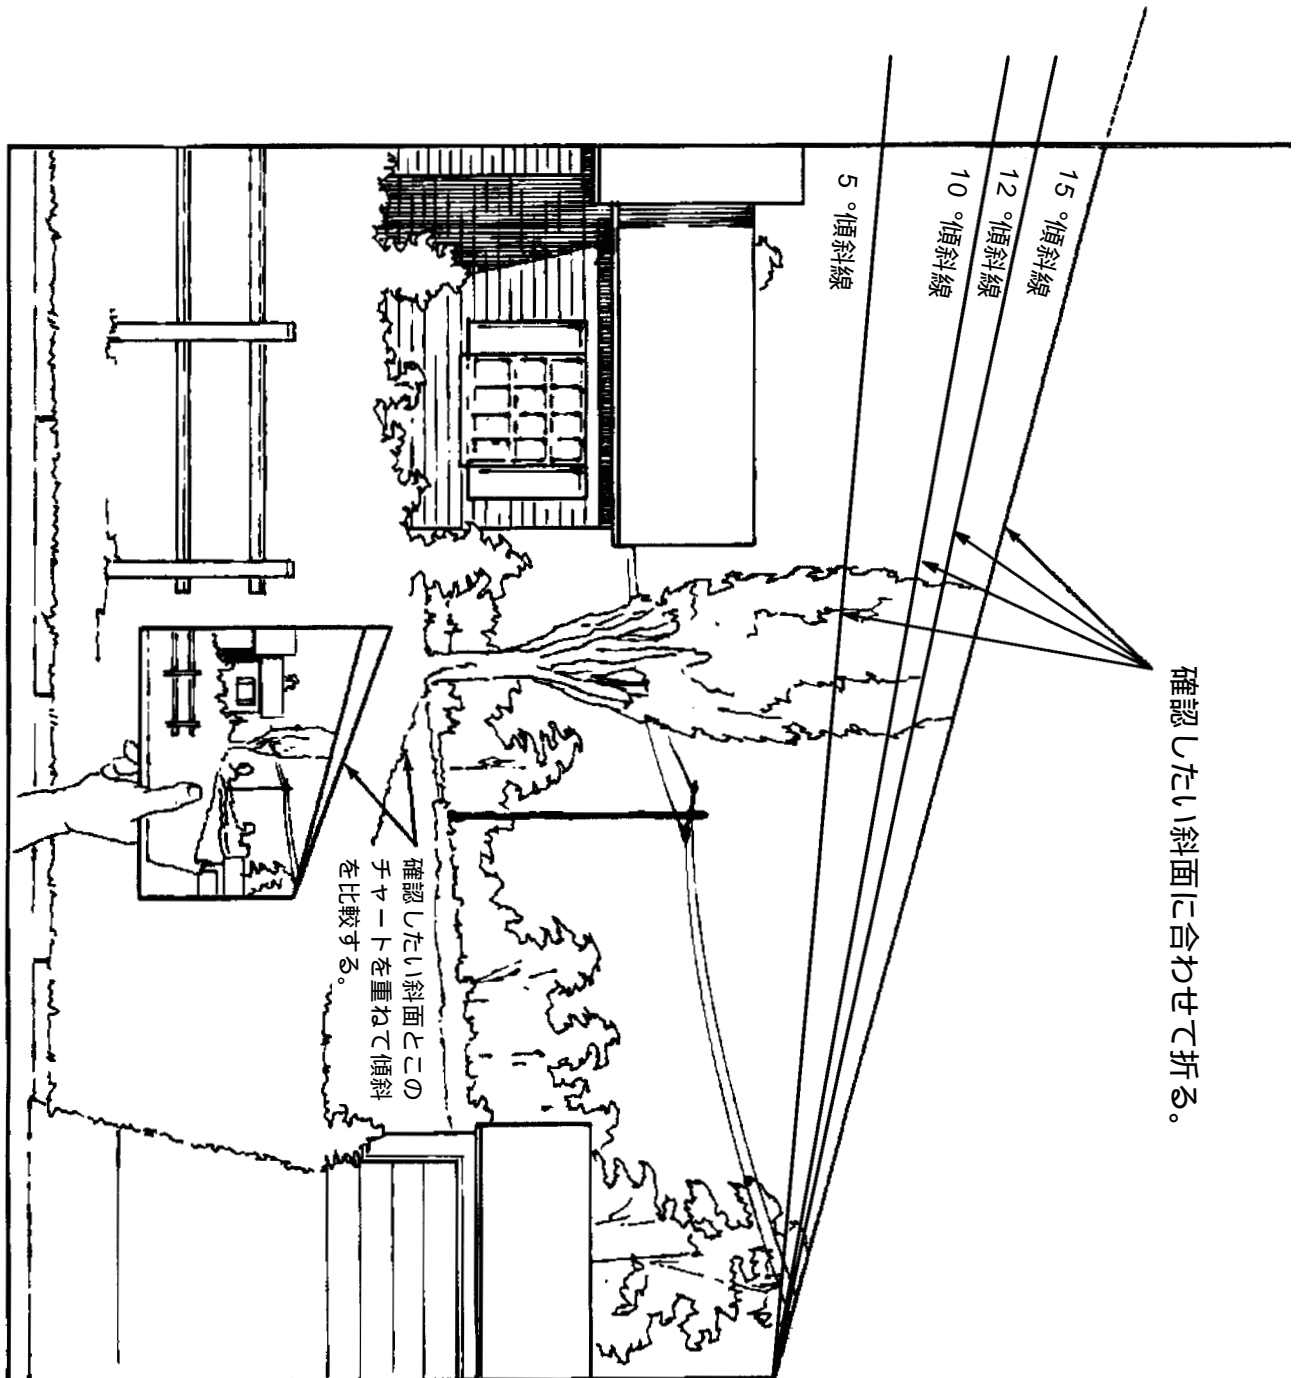 確認したい斜面に合わせて折る。
15 °傾斜線
12 °傾斜線
10 °傾斜線
5 °傾斜線
確認したい斜面とこの
チャートを重ねて傾斜
を比較する。